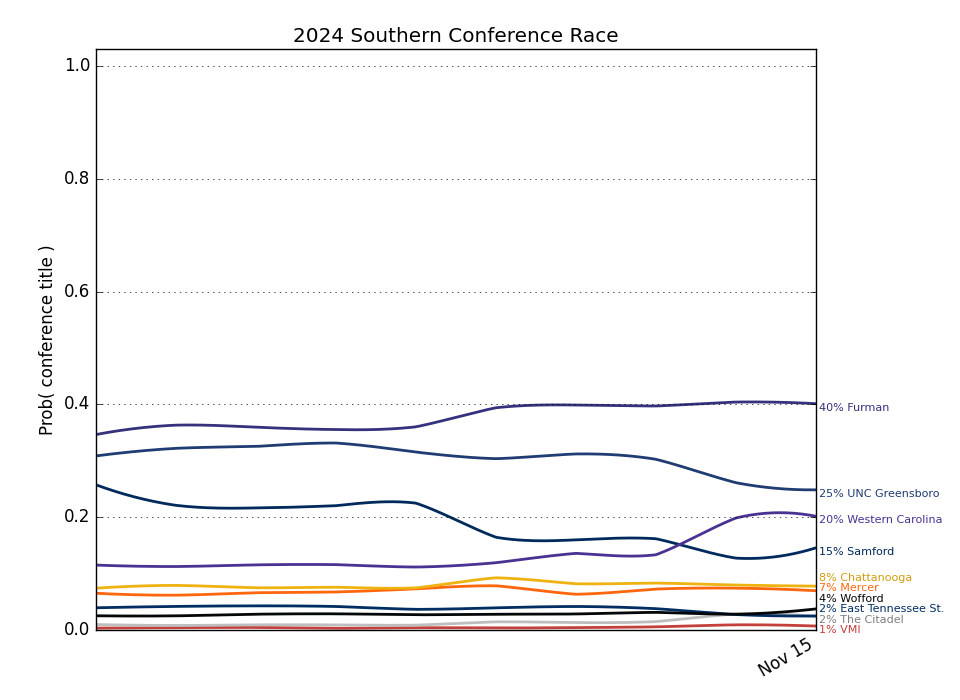 2024 Southern Conference Race
Prob( conference title )
1.0
0.8
0.6
0.4
0.2
0.0
40% Furman
25% UNC Greensboro
20% Western Carolina
15% Samford
8% Chattanooga
7% Mercer
4% Wofford
2% East Tennessee St.
2% The Citadel
1% VMI
Nov 15